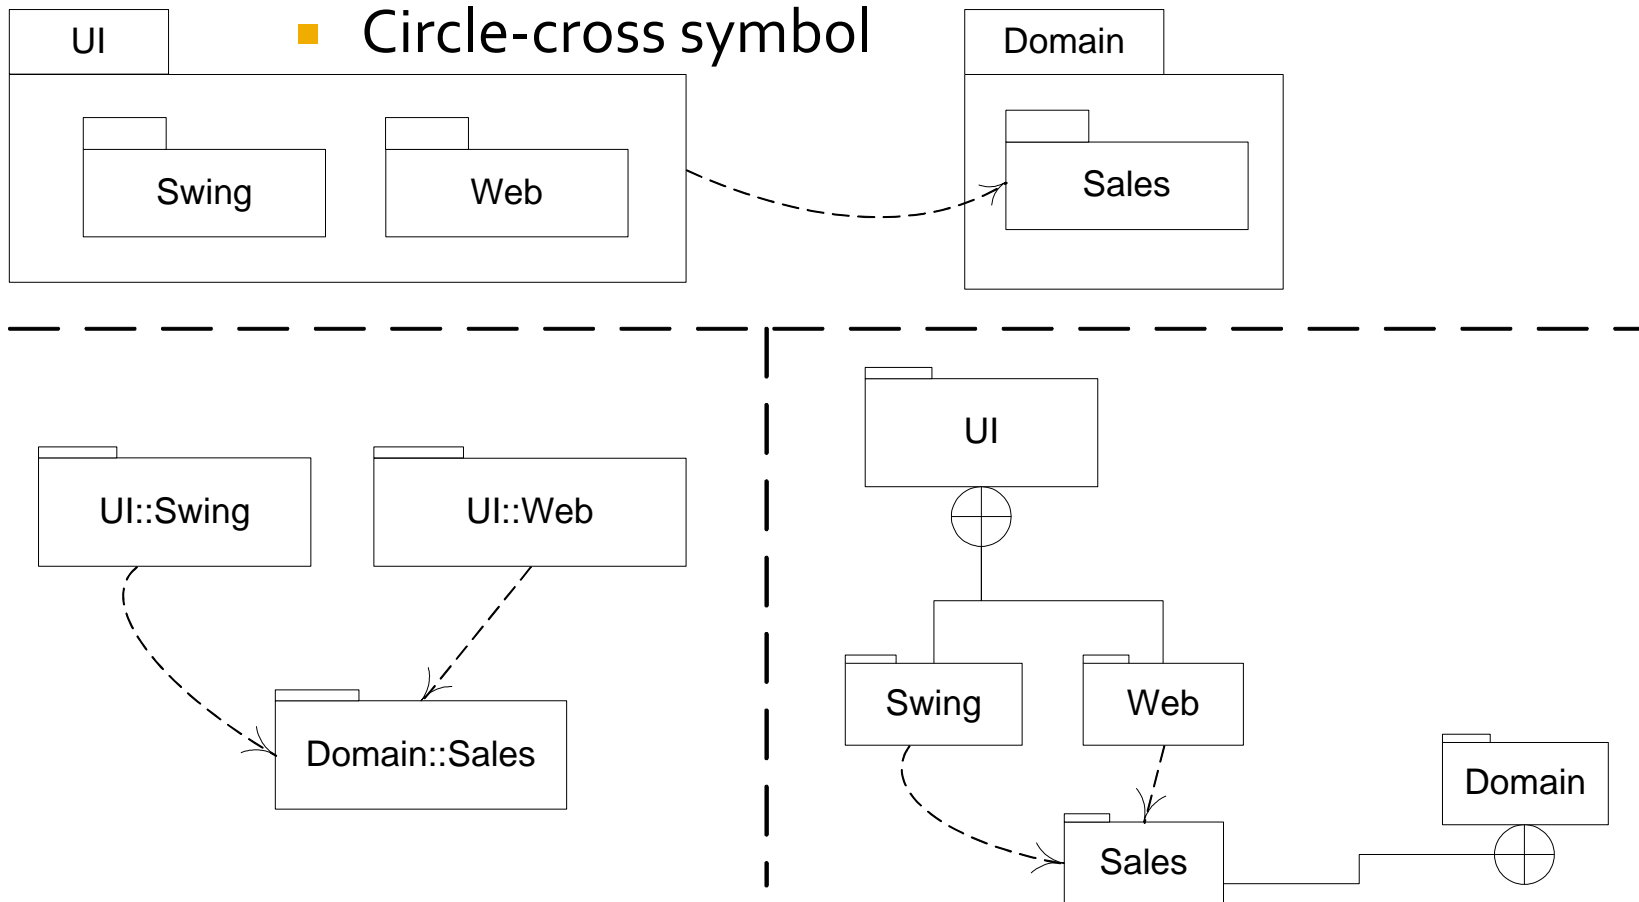 UI
Circle-cross symbol
Domain
Swing
Web
Sales
UI::Swing
UI::Web
Domain::Sales
UI
Swing
Web
Domain
Sales